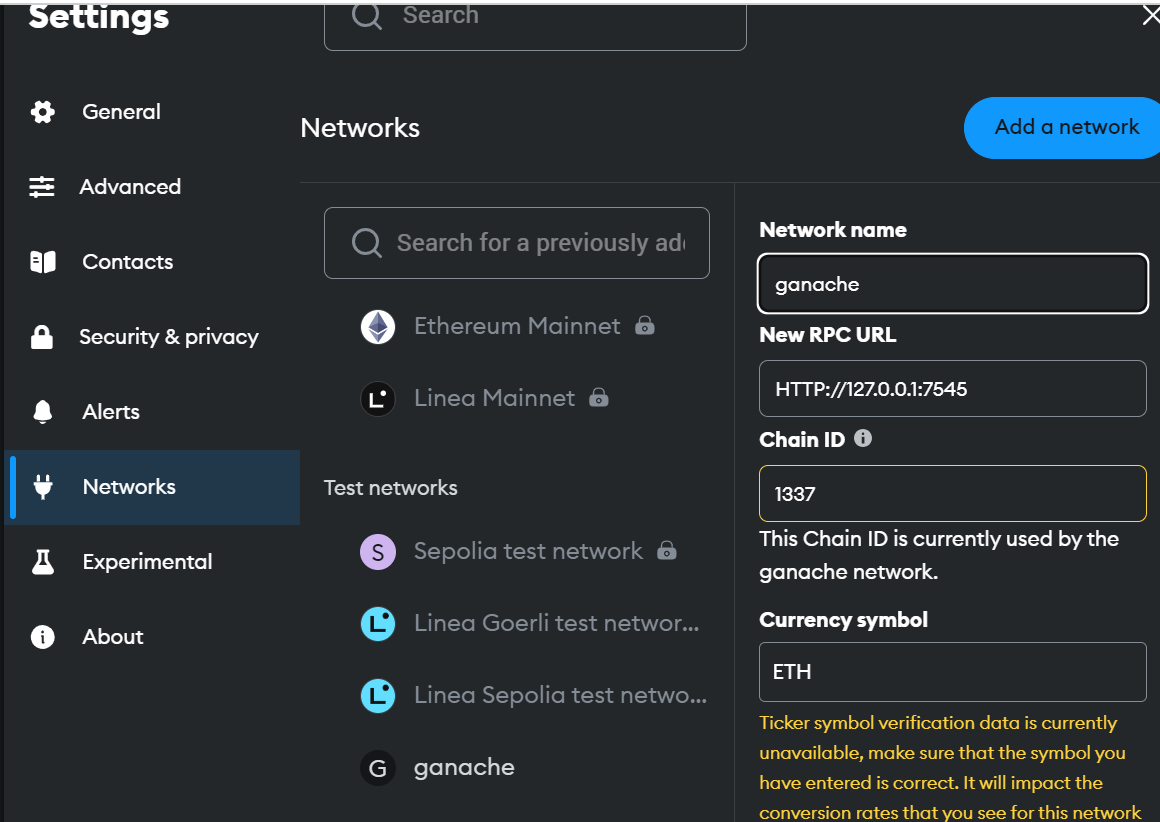 Settings
Search
General
Advanced
Contacts
Security & privacy
Alerts
Networks
Experimental
About
Networks
Add a network
Search for a previously
Ethereum Mainnet
L Linea Mainnet
Test networks
S Sepolia test network
L Linea Goerli test networ...
L Linea Sepolia test netwo...
G ganache
Network name
ganache
New RPC URL
HTTP://127.0.0.1:7545
Chain ID
1337
This Chain ID is currently used by the
ganache network.
Currency symbol
ETH
Ticker symbol verification data is currently
unavailable, make sure that the symbol you
have entered is correct. It will impact the
conversion rates that you see for this network